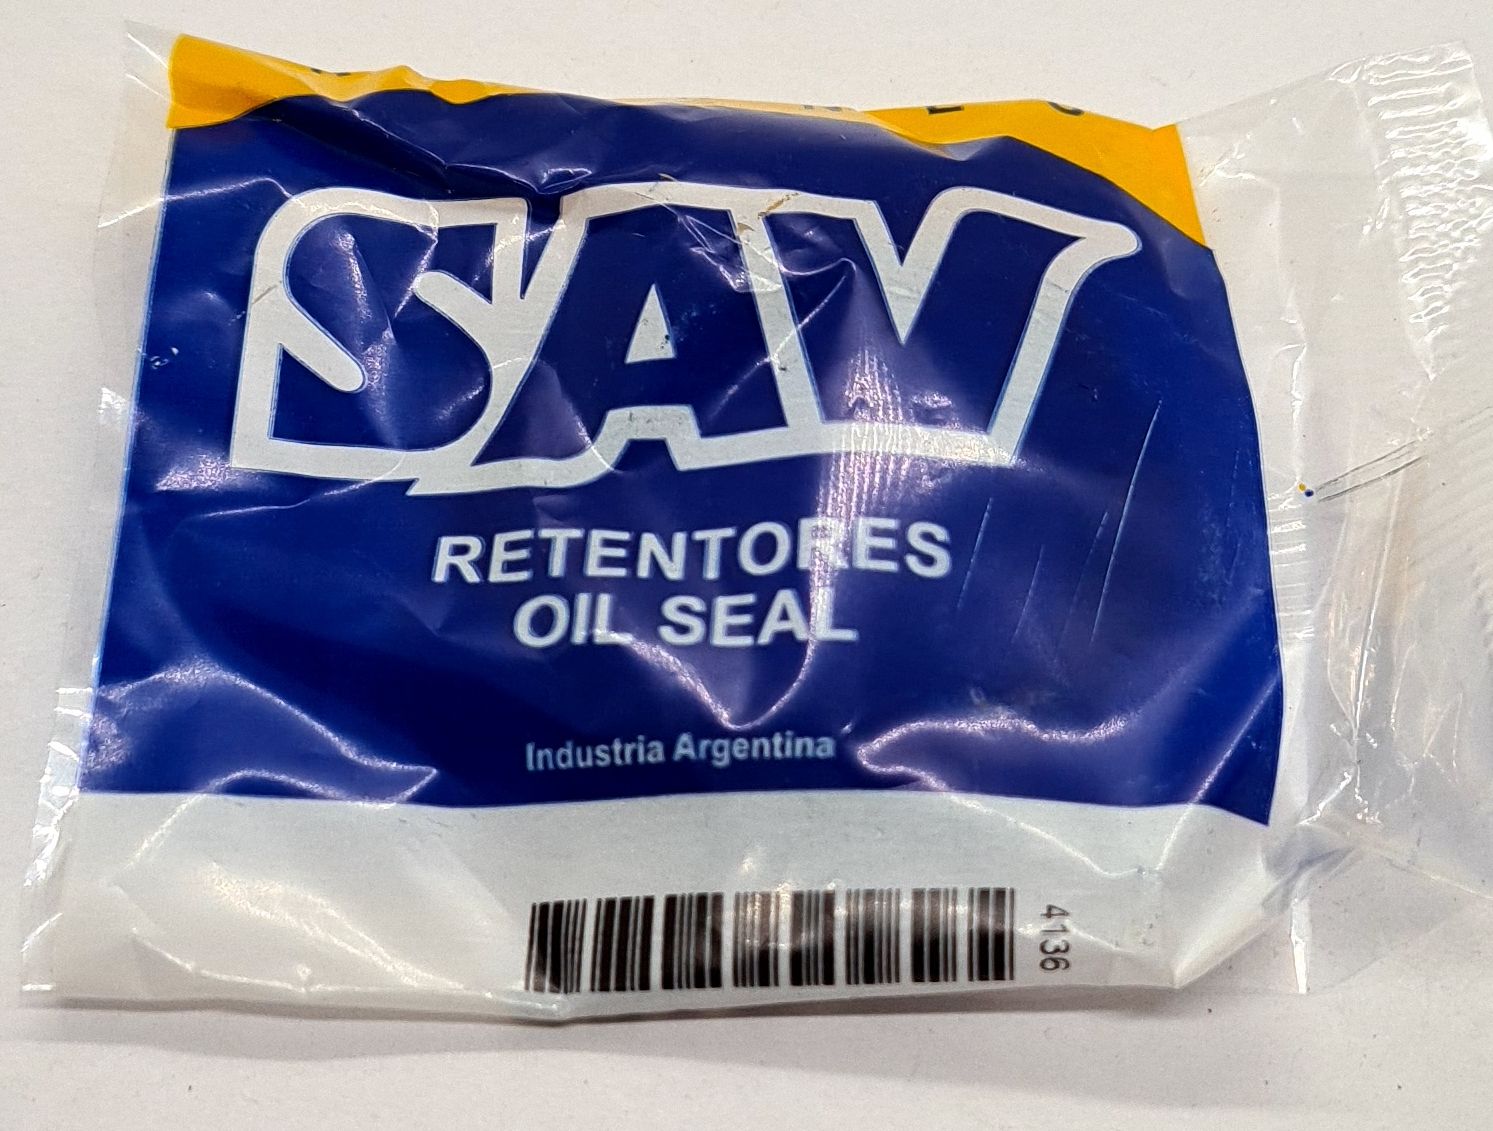 SAV
RETENTORES
OIL SEAL
Industria Argentina
4136